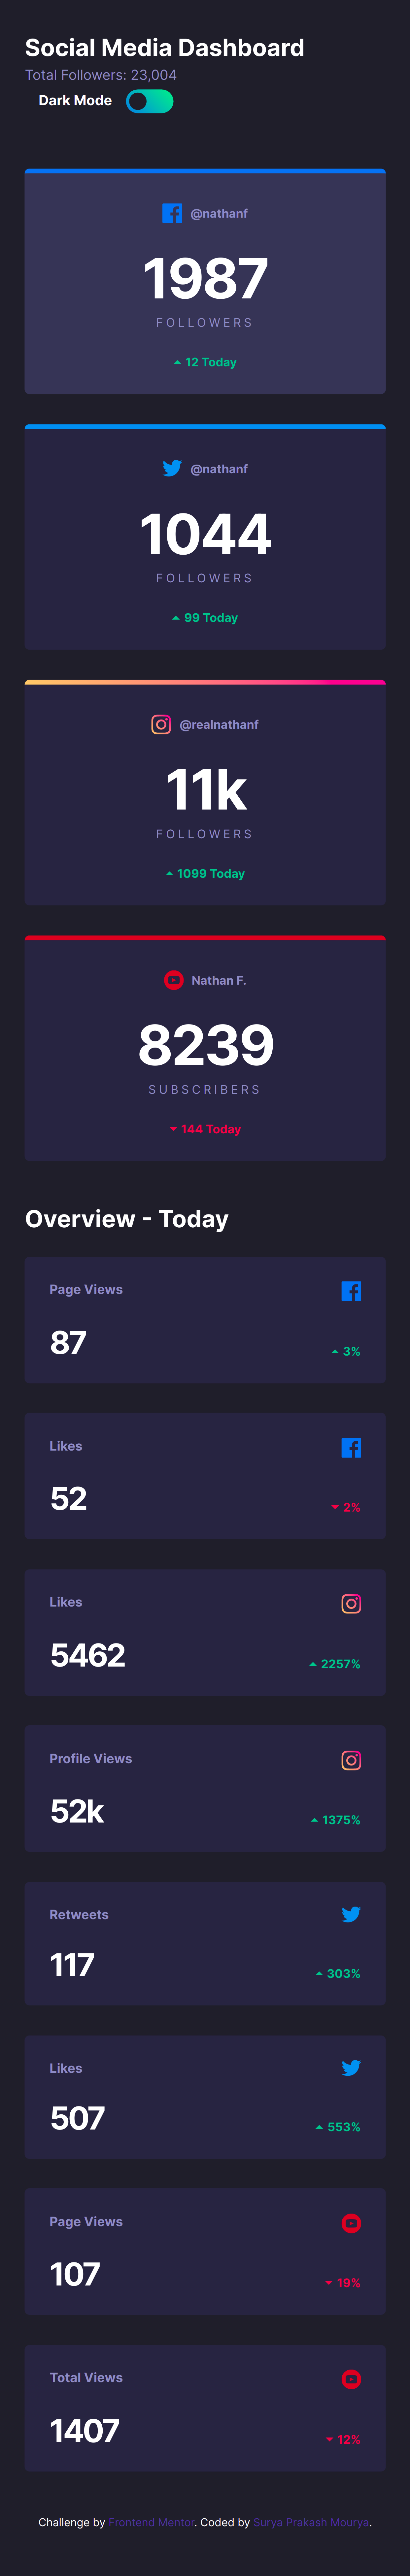 Social Media Dashboard
Total Followers: 23,004
Dark Mode
@nathanf
1987
FOLLOWERS
12 Today
@nathanf
1044
FOLLOWERS
99 Today
@realnathanf
11k
FOLLOWERS
1099 Today
Nathan F.
8239
SUBSCRIBERS
144 Today
Overview - Today
Page Views
87
3%
Likes
52
2%
Likes
5462
2257%
Profile Views
52k
1375%
Retweets
117
303%
Likes
507
553%
Page Views
107
19%
Total Views
1407
12%
Challenge by Frontend Mentor. Coded by Surya Prakash Mourya.